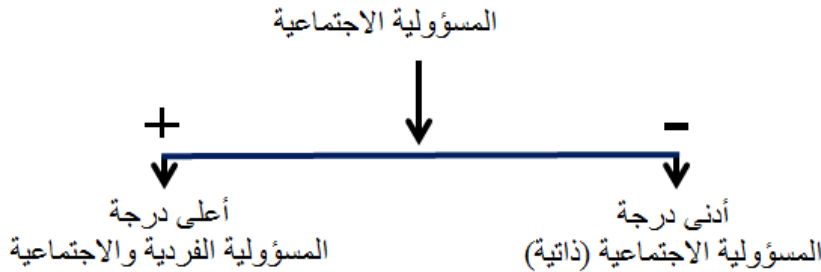 المسؤولية الاجتماعية
- +
أدنى درجة
المسؤولية الاجتماعية (ذاتية)
أعلى درجة
المسؤولية الفردية والاجتماعية